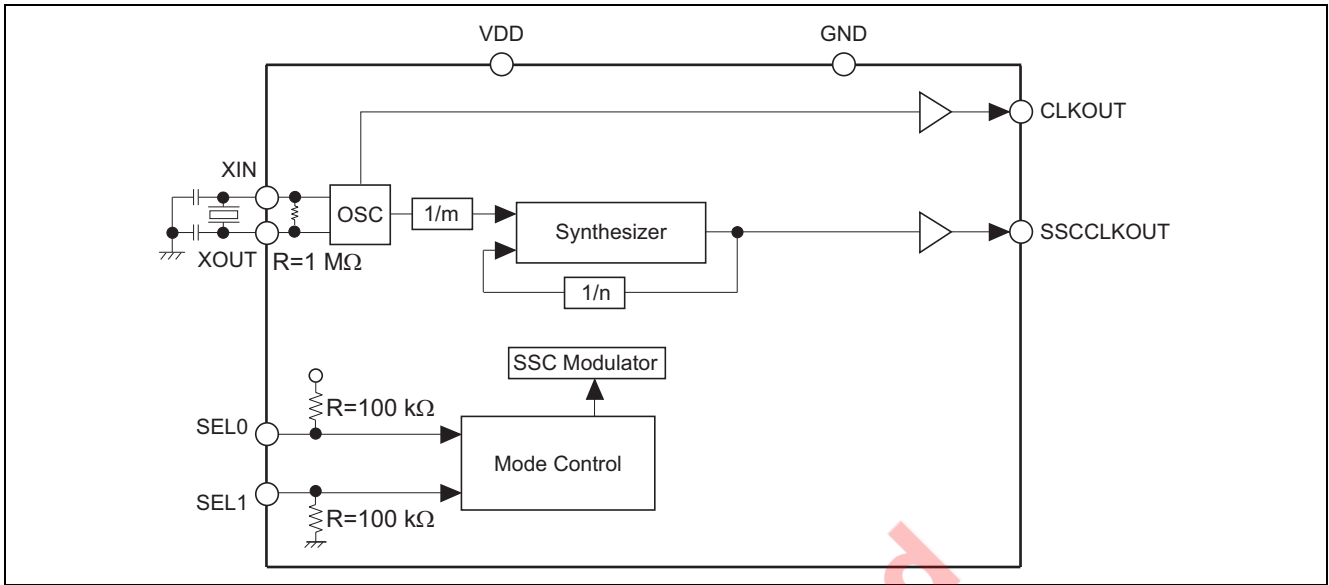 VDD
GND
CLKOUT
XIN
OSC
1/m
Synthesizer
SSCCLKOUT
XOUT
R=1 MΩ
1/n
SSC Modulator
R=100 kΩ
SEL0
Mode Control
SEL1
R=100 kΩ
d